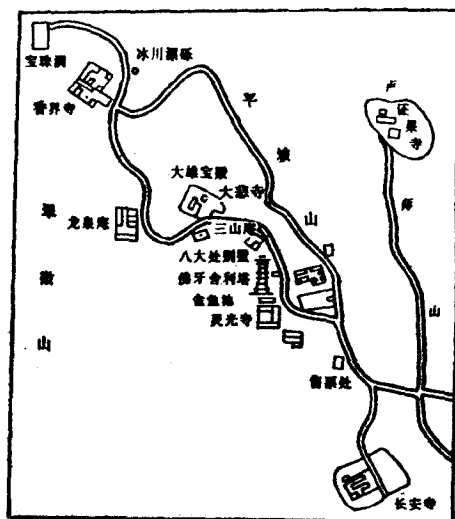 宝珠洞
冰川漂砾
香界寺
平坡山
卢师山
证果寺
大雄宝殿
大悲寺
龙泉庵
三山庵
翠微山
八大处别墅
佛牙舍利塔
金鱼池
灵光寺
售票处
长安寺